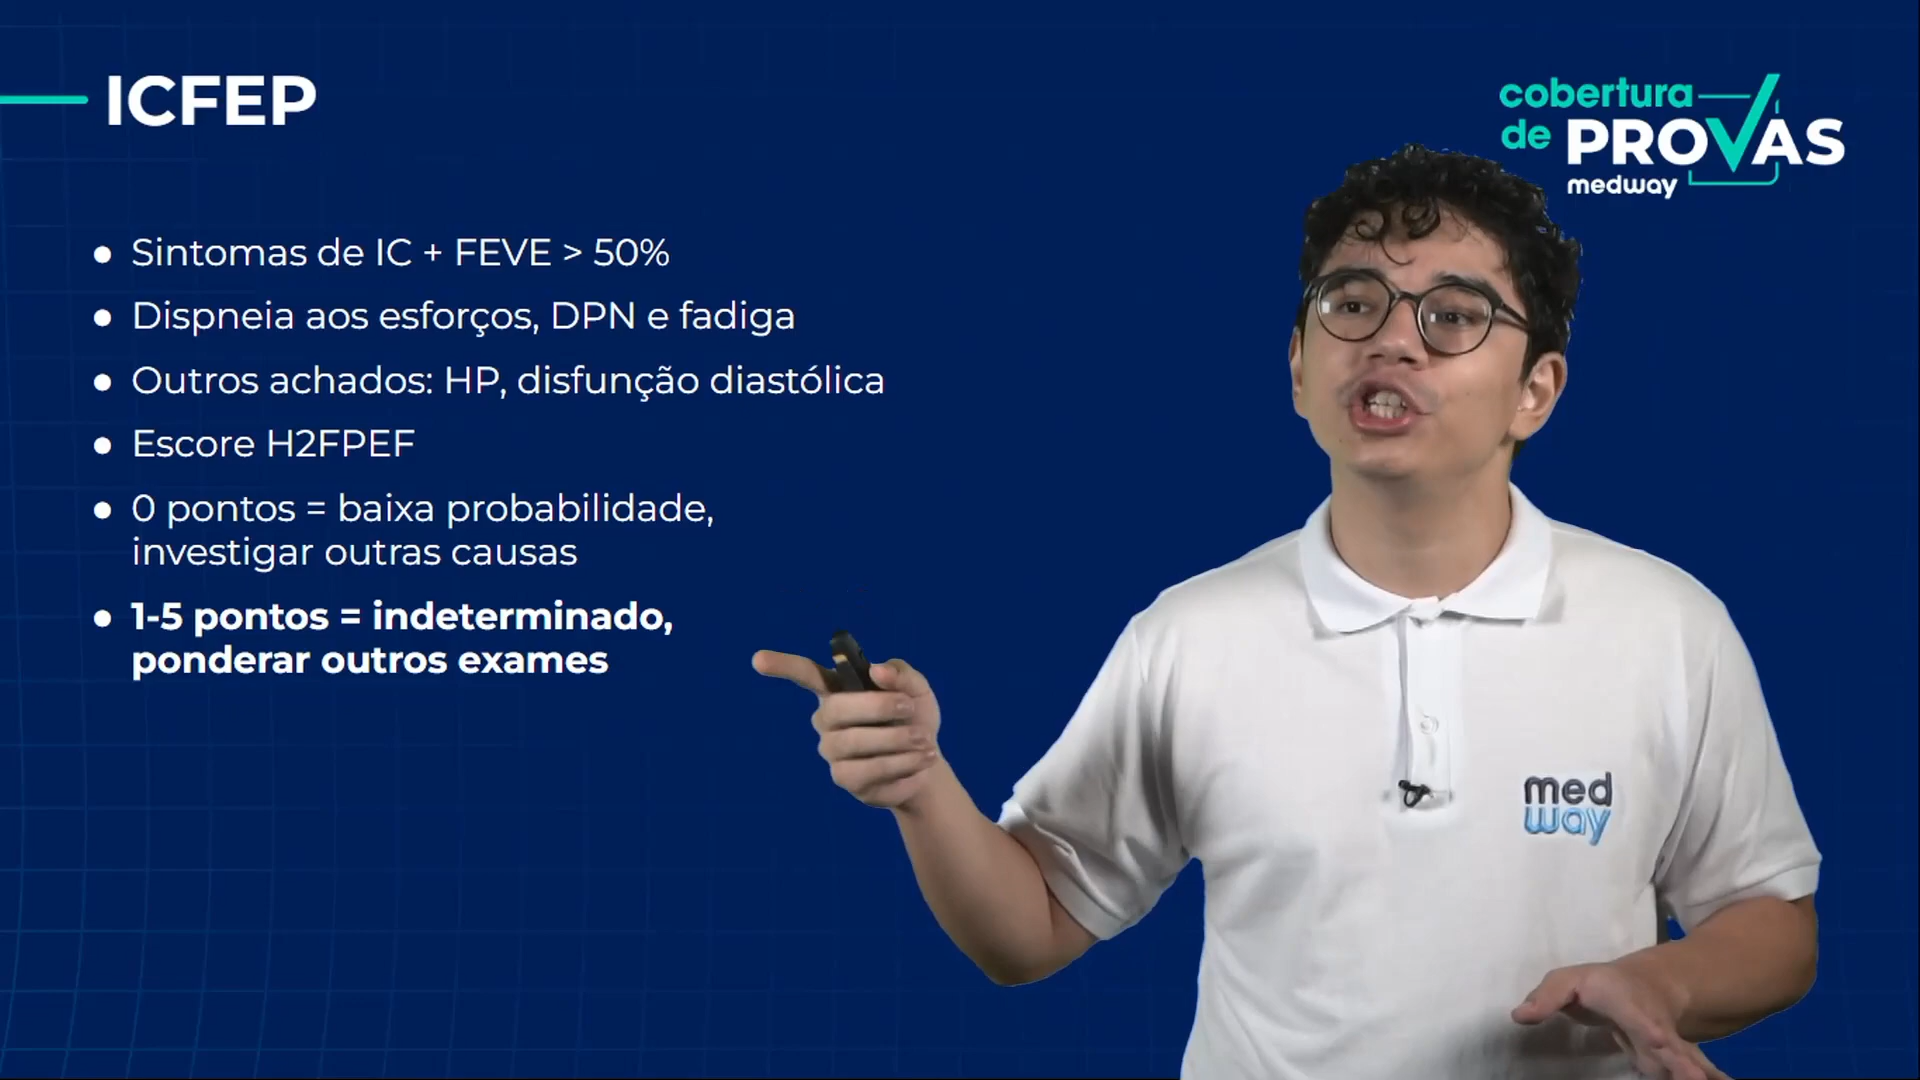 ICFEP
cobertura
de PROVAS
medway
● Sintomas de IC + FEVE > 50%
● Dispneia aos esforços, DPN e fadiga
● Outros achados: HP, disfunção diastólica
● Escore H2FPEF
● 0 pontos = baixa probabilidade,
investigar outras causas
● 1-5 pontos = indeterminado,
ponderar outros exames
med
way